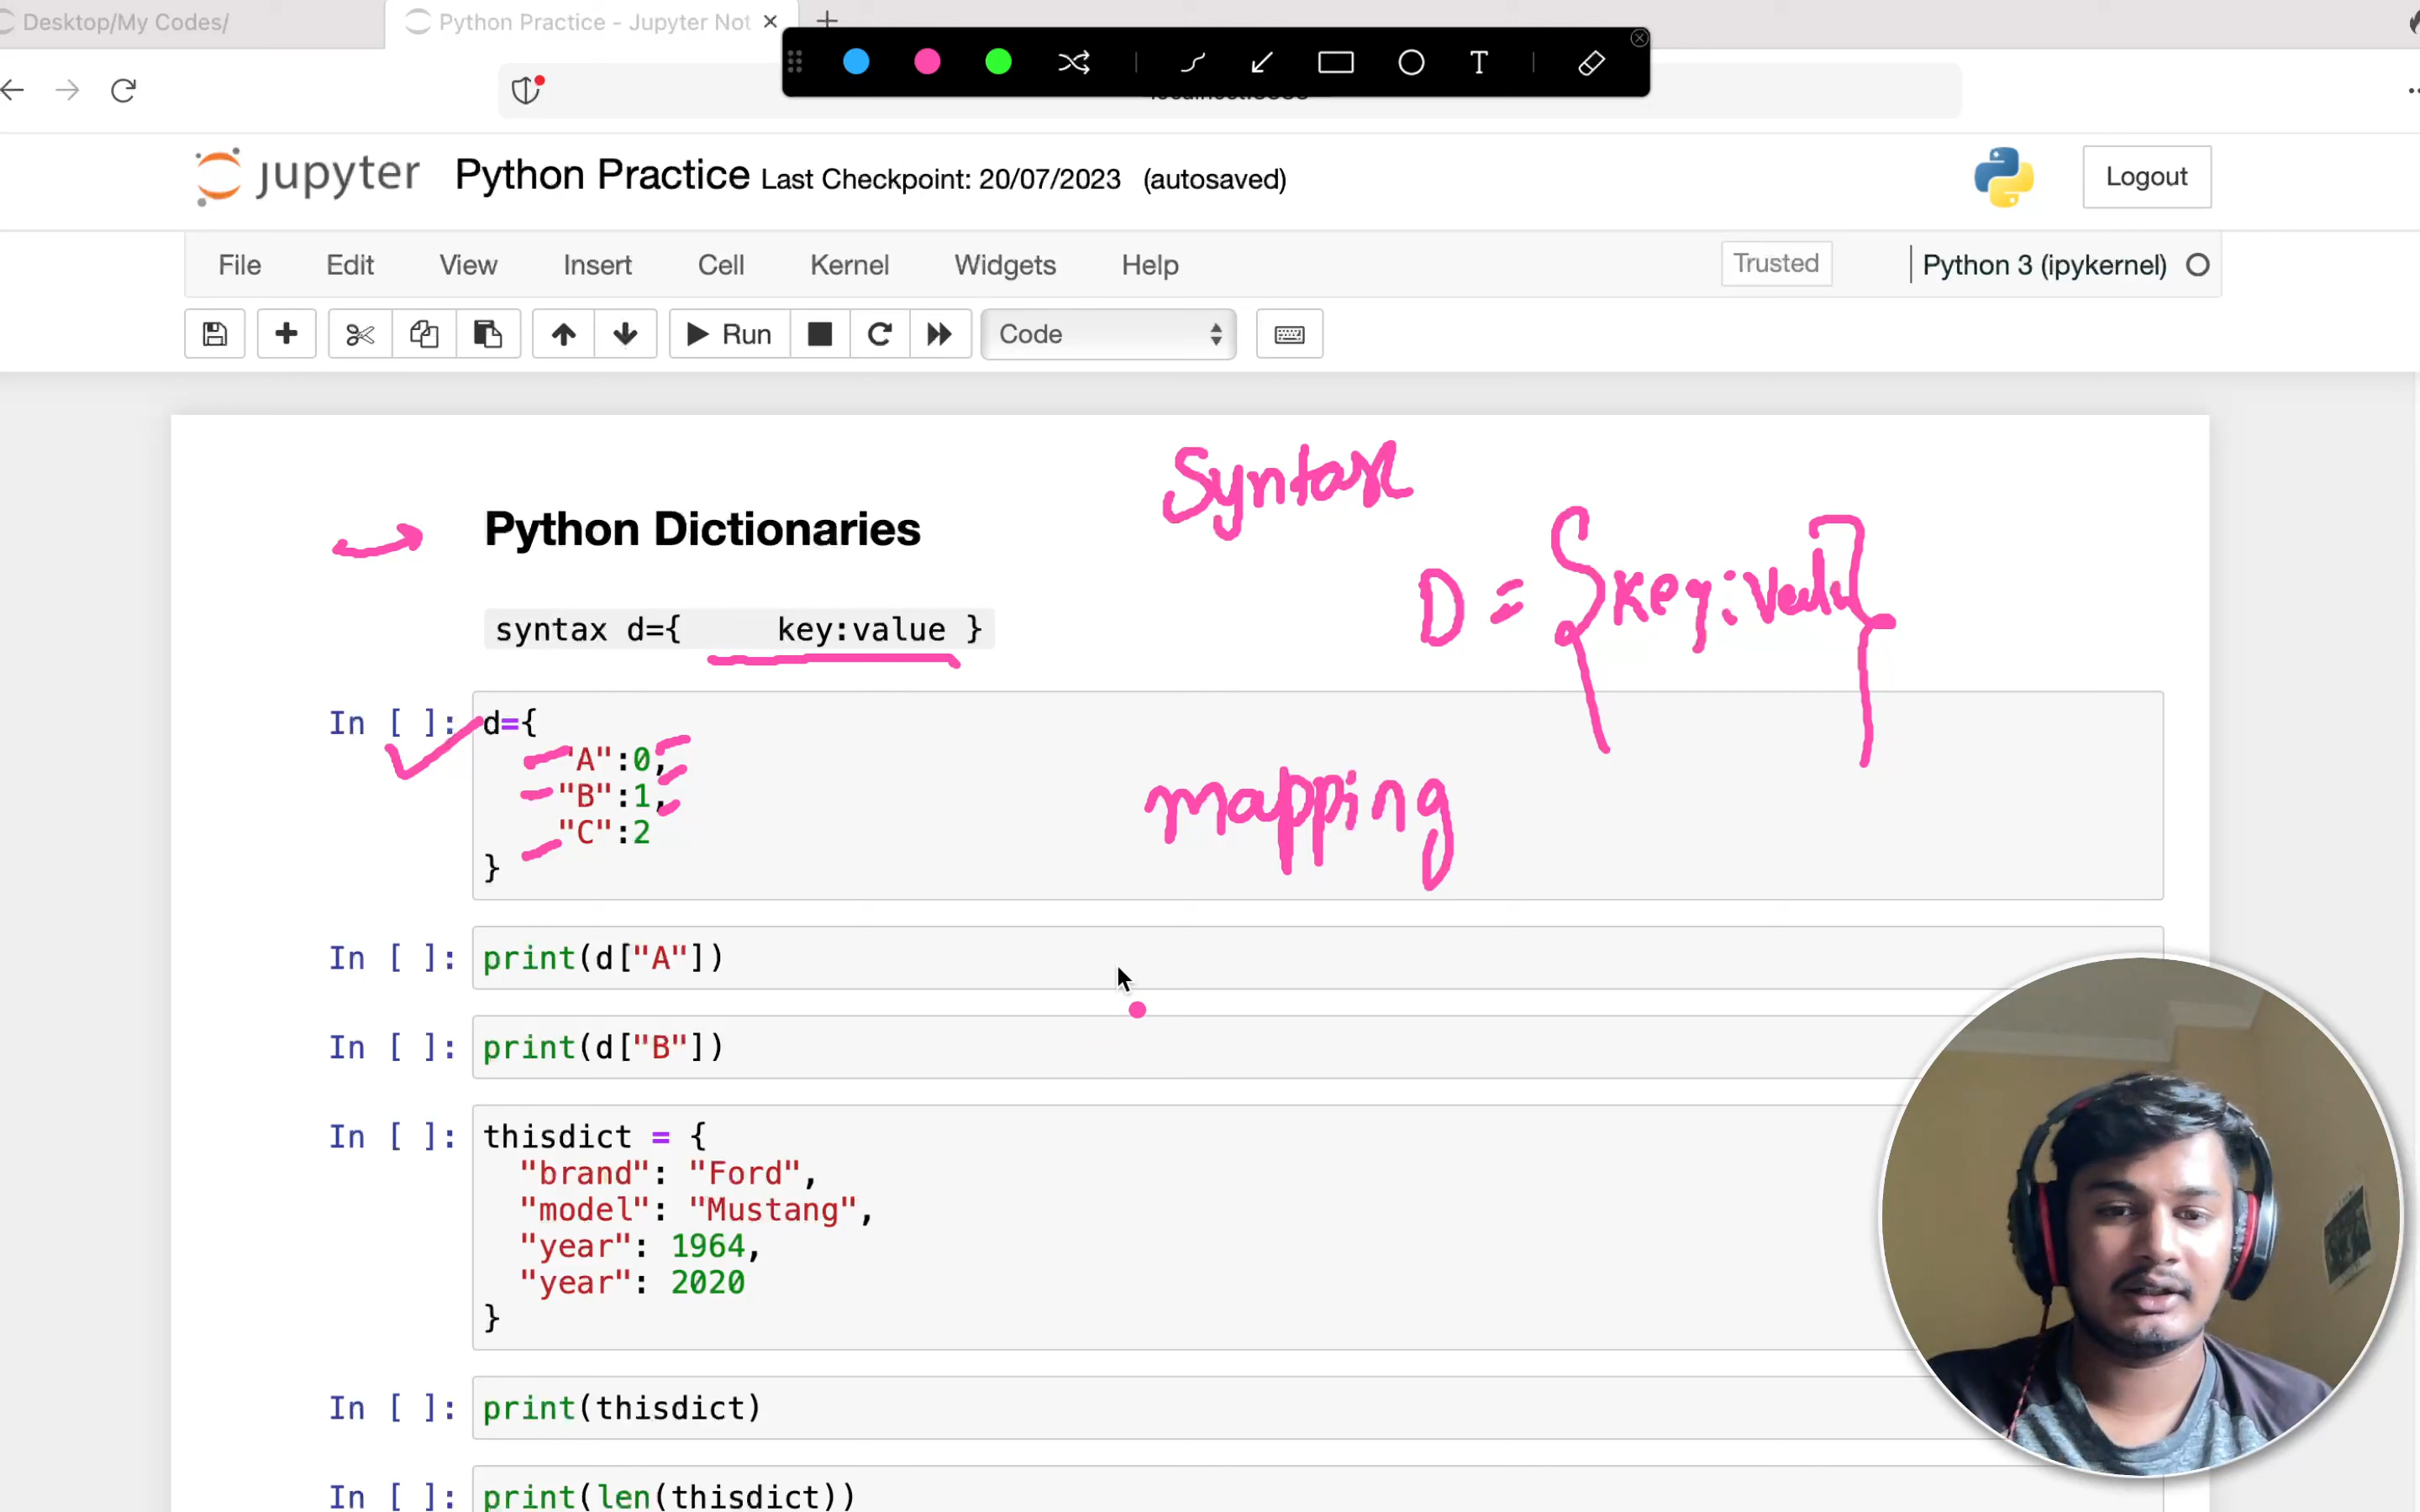 Desktop/My Codes/
Python Practice - Jupyter Not
T
jupyter Python Practice Last Checkpoint: 20/07/2023 (autosaved)
Logout
File Edit View Insert Cell Kernel Widgets Help
Trusted
Python 3 (ipykernel)
Run
Code
Syntax
Python Dictionaries
D = {key:Valu}
syntax d={ key:value }
In [ ]: d={
"A":0,
"B":1,
"C":2
}
mapping
In [ ]: print(d["A"])
In [ ]: print(d["B"])
In [ ]: thisdict = {
"brand": "Ford",
"model": "Mustang",
"year": 1964,
"year": 2020
}
In [ ]: print(thisdict)
In [ ]: print(len(thisdict))